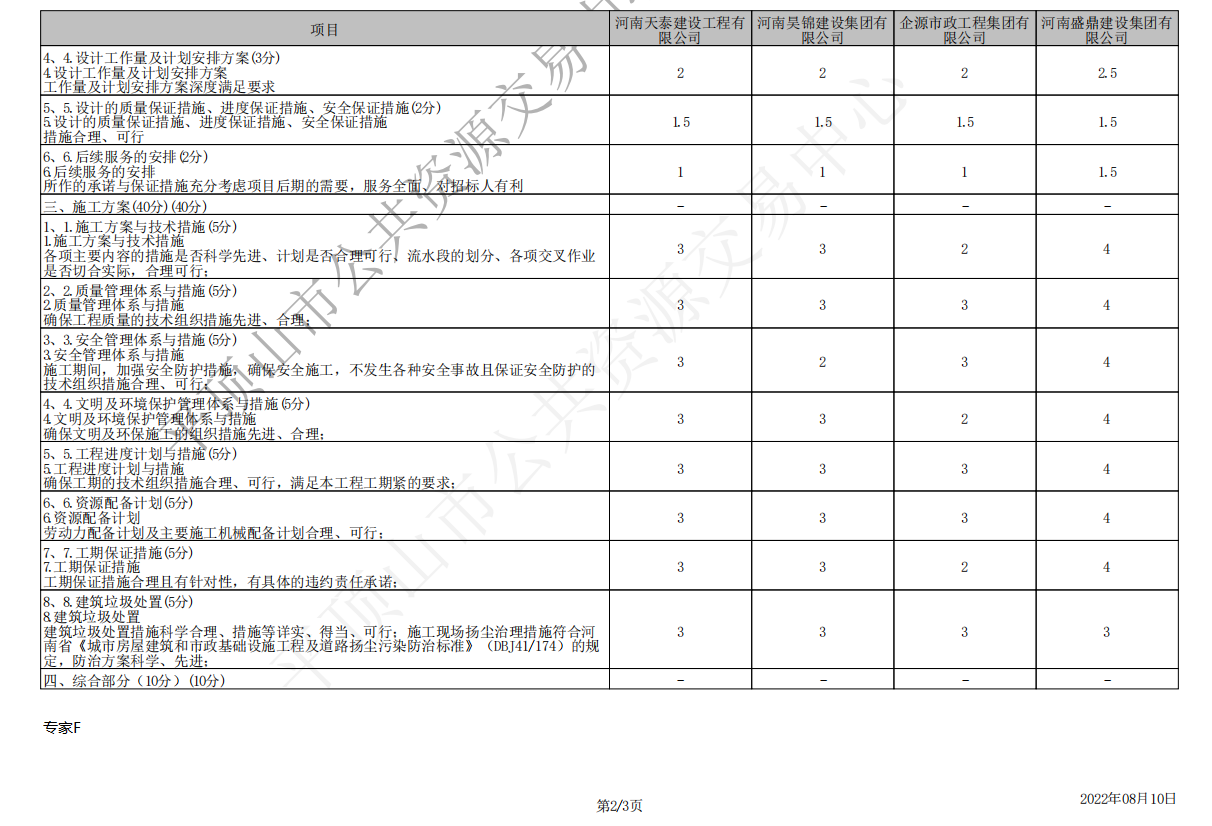 项目
河南天泰建设工程有
限公司
河南昊锦建设集团有
限公司
企源市政工程集团有
限公司
河南盛鼎建设集团有
限公司
4、4.设计工作量及计划安排方案(3分)
4.设计工作量及计划安排方案
工作量及计划安排方案深度满足要求
2 2 2 2.5
5、5.设计的质量保证措施、进度保证措施、安全保证措施(2分)
5.设计的质量保证措施、进度保证措施、安全保证措施
措施合理、可行
1.5 1.5 1.5 1.5
6、6.后续服务的安排(2分)
6.后续服务的安排
所作的承诺与保证措施充分考虑项目后期的需要，服务全面、对招标人有利
1 1 1 1.5
三、施工方案(40分)(40分)
— — — —
1、1.施工方案与技术措施(5分)
1.施工方案与技术措施
各项主要内容的措施是否科学先进、计划是否合理可行、流水段的划分、各项交叉作业
是否切合实际，合理可行；
3 3 2 4
2、2.质量管理体系与措施(5分)
2.质量管理体系与措施
确保工程质量的技术组织措施先进、合理；
3 3 3 4
3、3.安全管理体系与措施(5分)
3.安全管理体系与措施
施工期间，加强安全防护措施，确保安全施工，不发生各种安全事故且保证安全防护的
技术组织措施合理、可行；
3 2 3 4
4、4.文明及环境保护管理体系与措施(5分)
4.文明及环境保护管理体系与措施
确保文明及环保施工的组织措施先进、合理；
3 3 2 4
5、5.工程进度计划与措施(5分)
5.工程进度计划与措施
确保工期的技术组织措施合理、可行，满足本工程工期紧的要求；
3 3 3 4
6、6.资源配备计划(5分)
6.资源配备计划
劳动力配备计划及主要施工机械配备计划合理、可行；
3 3 3 4
7、7.工期保证措施(5分)
7.工期保证措施
工期保证措施合理且有针对性，有具体的违约责任承诺；
3 3 2 4
8、8.建筑垃圾处置(5分)
8.建筑垃圾处置
建筑垃圾处置措施科学合理、措施等详实、得当、可行；施工现场扬尘治理措施符合河
南省《城市房屋建筑和市政基础设施工程及道路扬尘污染防治标准》（DBJ41/174）的规
定，防治方案科学、先进；
3 3 3 3
四、综合部分（10分）(10分)
— — — —
专家F
第2/3页
2022年08月10日
平顶山市公共资源交易中
平顶山市公共资源交易中心